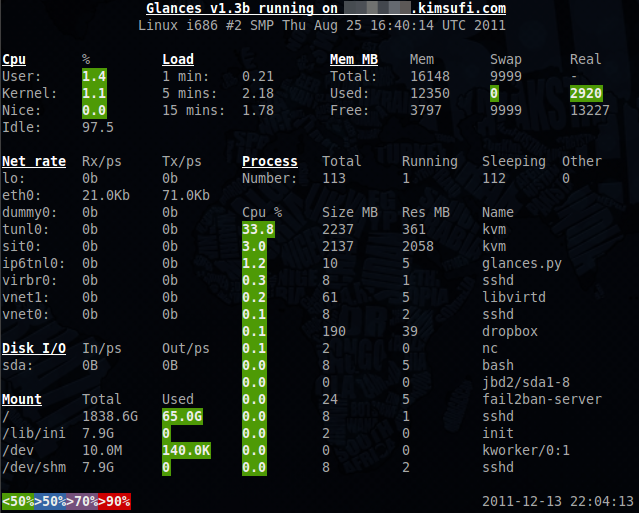 Glances v1.3b running on .kimsufi.com
Linux i686 #2 SMP Thu Aug 25 16:40:14 UTC 2011
Cpu % Load Mem MB Mem Swap Real
User: 1.4 1 min: 0.21 Total: 16148 9999 -
Kernel: 1.1 5 mins: 2.18 Used: 12350 0 2920
Nice: 0.0 15 mins: 1.78 Free: 3797 9999 13227
Idle: 97.5
Net rate Rx/ps Tx/ps Process Total Running Sleeping Other
lo: 0b 0b Number: 113 1 112 0
eth0: 21.0Kb 71.0Kb
dummy0: 0b 0b Cpu % Size MB Res MB Name
tunl0: 0b 0b 33.8 2237 361 kvm
sit0: 0b 0b 3.0 2137 2058 kvm
ip6tnl0: 0b 0b 1.2 10 5 glances.py
virbr0: 0b 0b 0.3 8 1 sshd
vnet1: 0b 0b 0.2 61 5 libvirtd
vnet0: 0b 0b 0.1 8 2 sshd
0.1 190 39 dropbox
Disk I/O In/ps Out/ps 0.1 2 0 nc
sda: 0B 0B 0.0 8 5 bash
0.0 0 0 jbd2/sda1-8
Mount Total Used 0.0 24 5 fail2ban-server
/ 1838.6G 65.0G 0.0 8 1 sshd
/lib/ini 7.9G 0 0.0 2 0 init
/dev 10.0M 140.0K 0.0 0 0 kworker/0:1
/dev/shm 7.9G 0 0.0 8 2 sshd
<50%>50%>70%>90% 2011-12-13 22:04:13